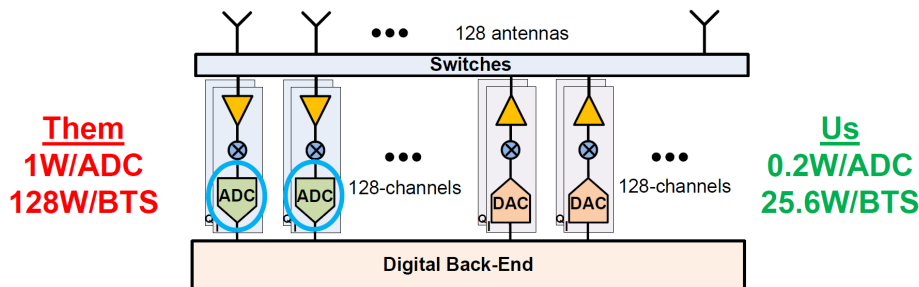 128 antennas
Switches
Them
1W/ADC
128W/BTS
ADC
Q
I
ADC
Q
I
128-channels
DAC
Q
I
DAC
Q
I
128-channels
Us
0.2W/ADC
25.6W/BTS
Digital Back-End